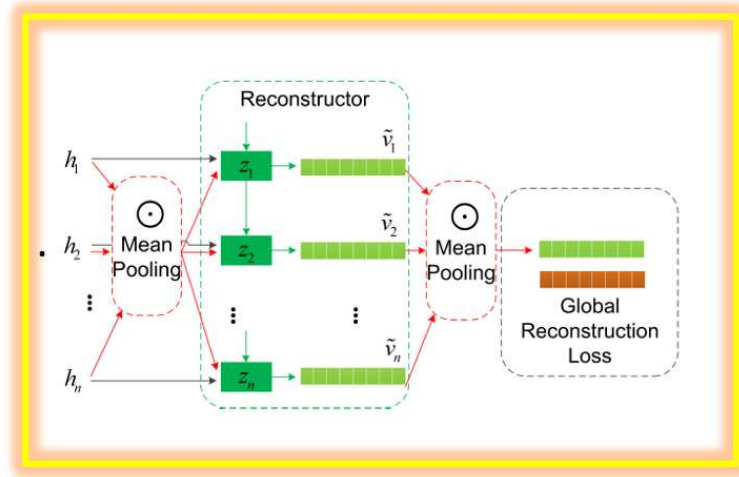 Reconstructor
h₁
z₁
ṽ₁
h₂
Mean
Pooling
z₂
ṽ₂
Mean
Pooling
Global
Reconstruction
Loss
hₙ
zₙ
ṽₙ